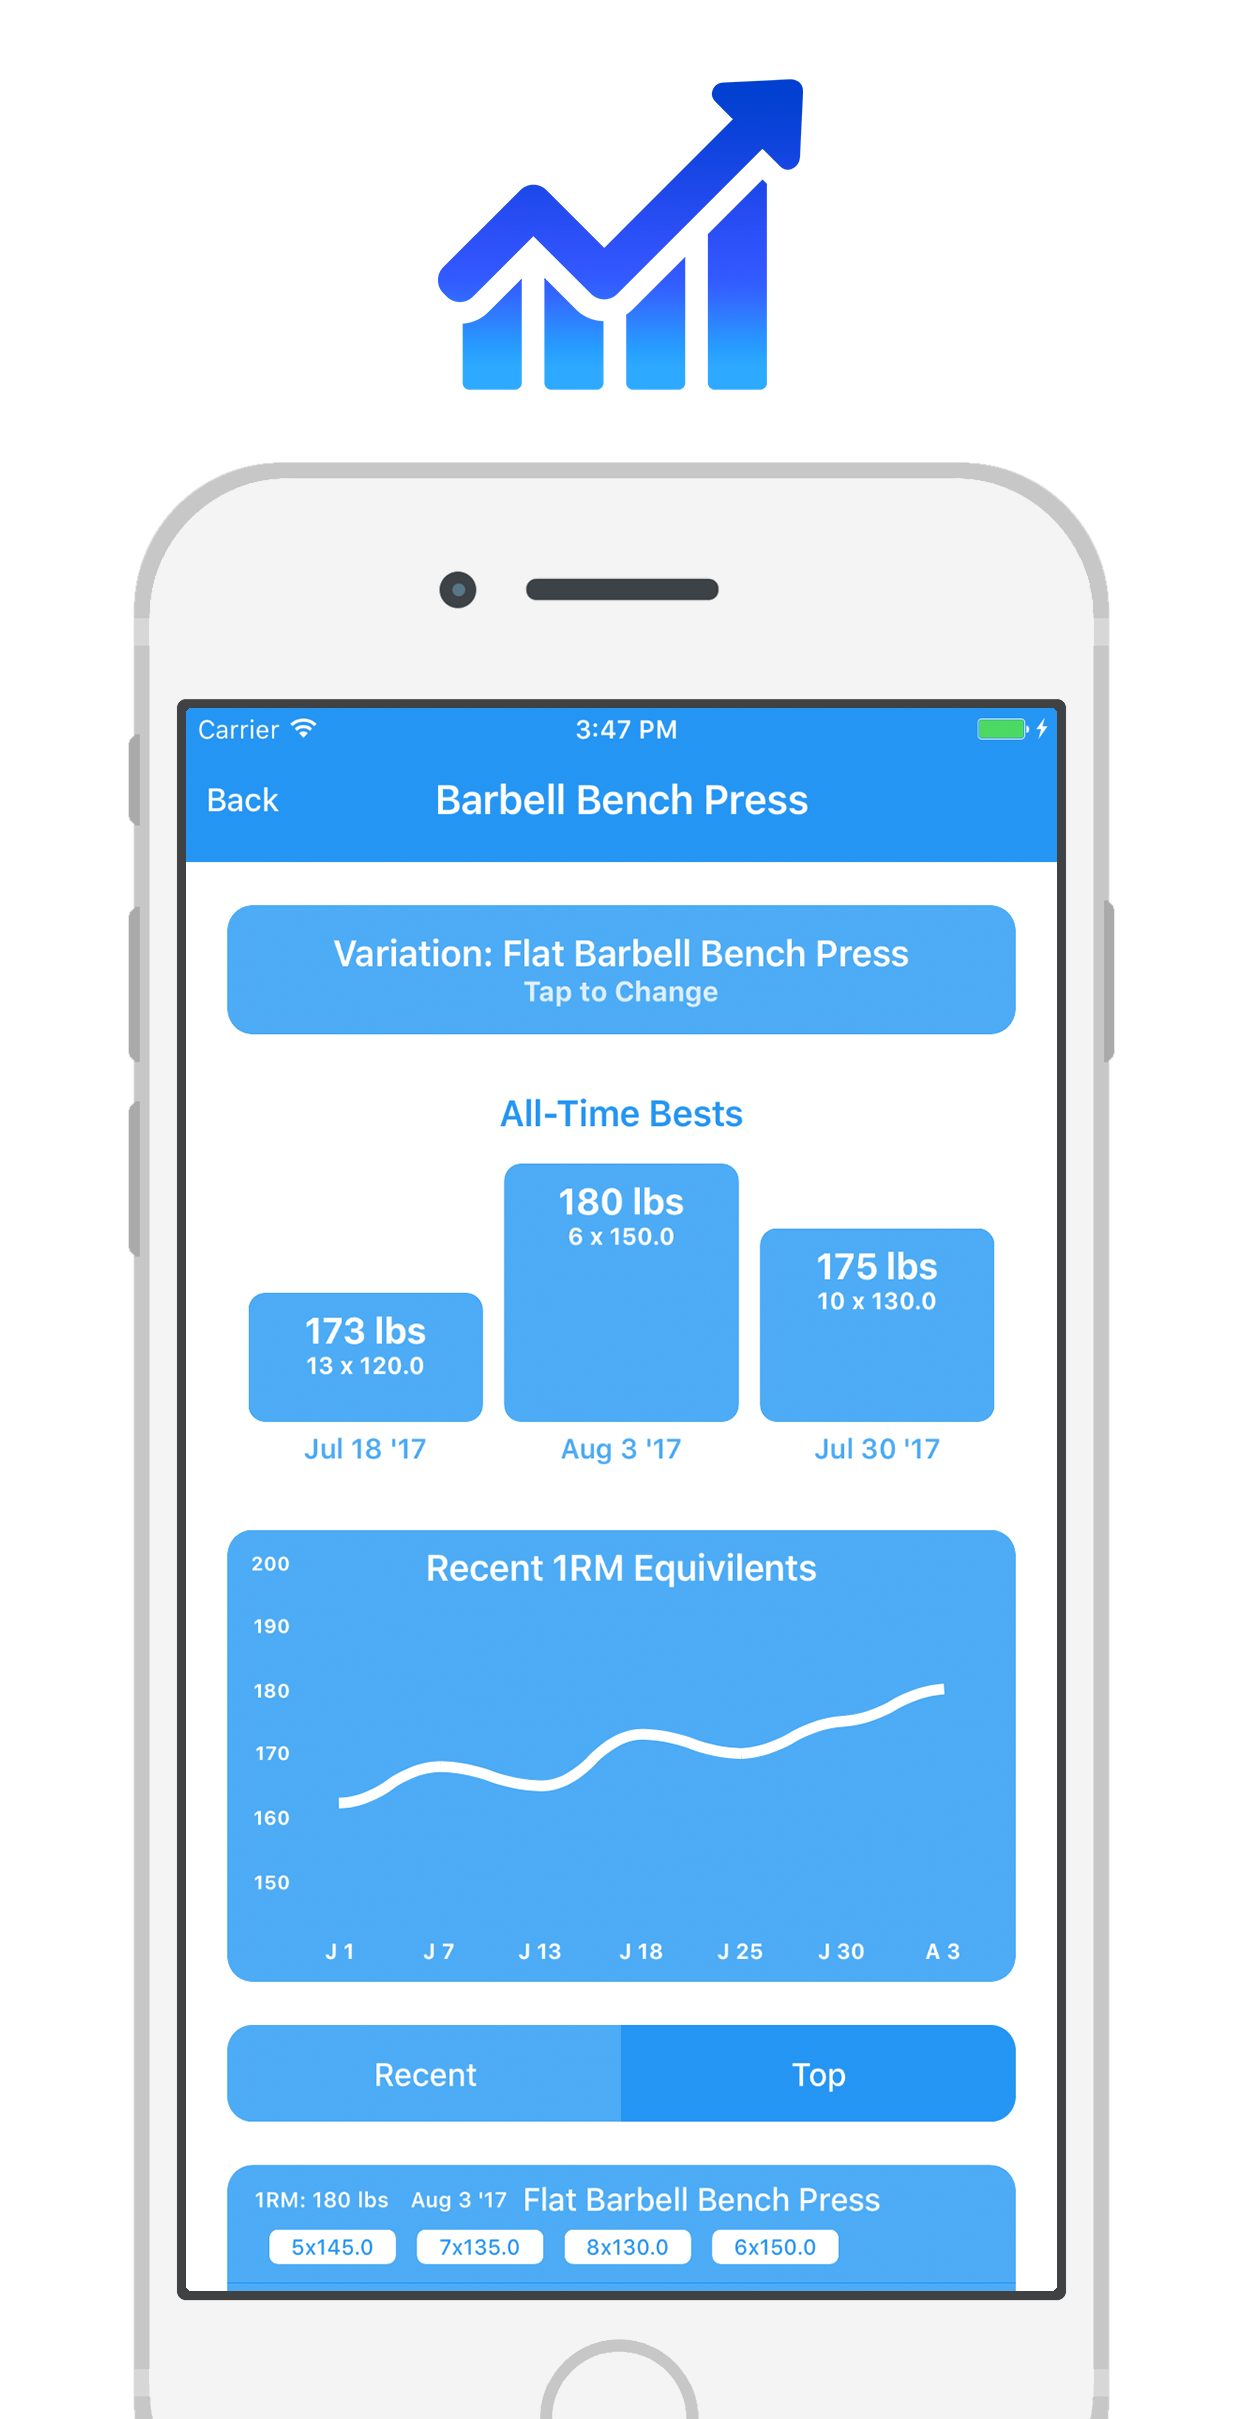 Carrier 3:47 PM
Back Barbell Bench Press
Variation: Flat Barbell Bench Press
Tap to Change
All-Time Bests
180 lbs
6 x 150.0
175 lbs
10 x 130.0
173 lbs
13 x 120.0
Jul 18 '17 Aug 3 '17 Jul 30 '17
Recent 1RM Equivilents
200
190
180
170
160
150
J 1 J 7 J 13 J 18 J 25 J 30 A 3
Recent Top
1RM: 180 lbs Aug 3 '17 Flat Barbell Bench Press
5x145.0 7x135.0 8x130.0 6x150.0